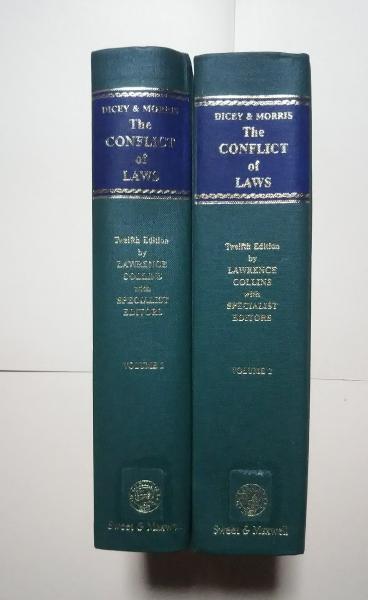 DICEY & MORRIS
The
CONFLICT
of
LAWS
Twelfth Edition
by
LAWRENCE
COLLINS
with
SPECIALIST
EDITORS
VOLUME 1
Sweet & Maxwell
DICEY & MORRIS
The
CONFLICT
of
LAWS
Twelfth Edition
by
LAWRENCE
COLLINS
with
SPECIALIST
EDITORS
VOLUME 2
Sweet & Maxwell